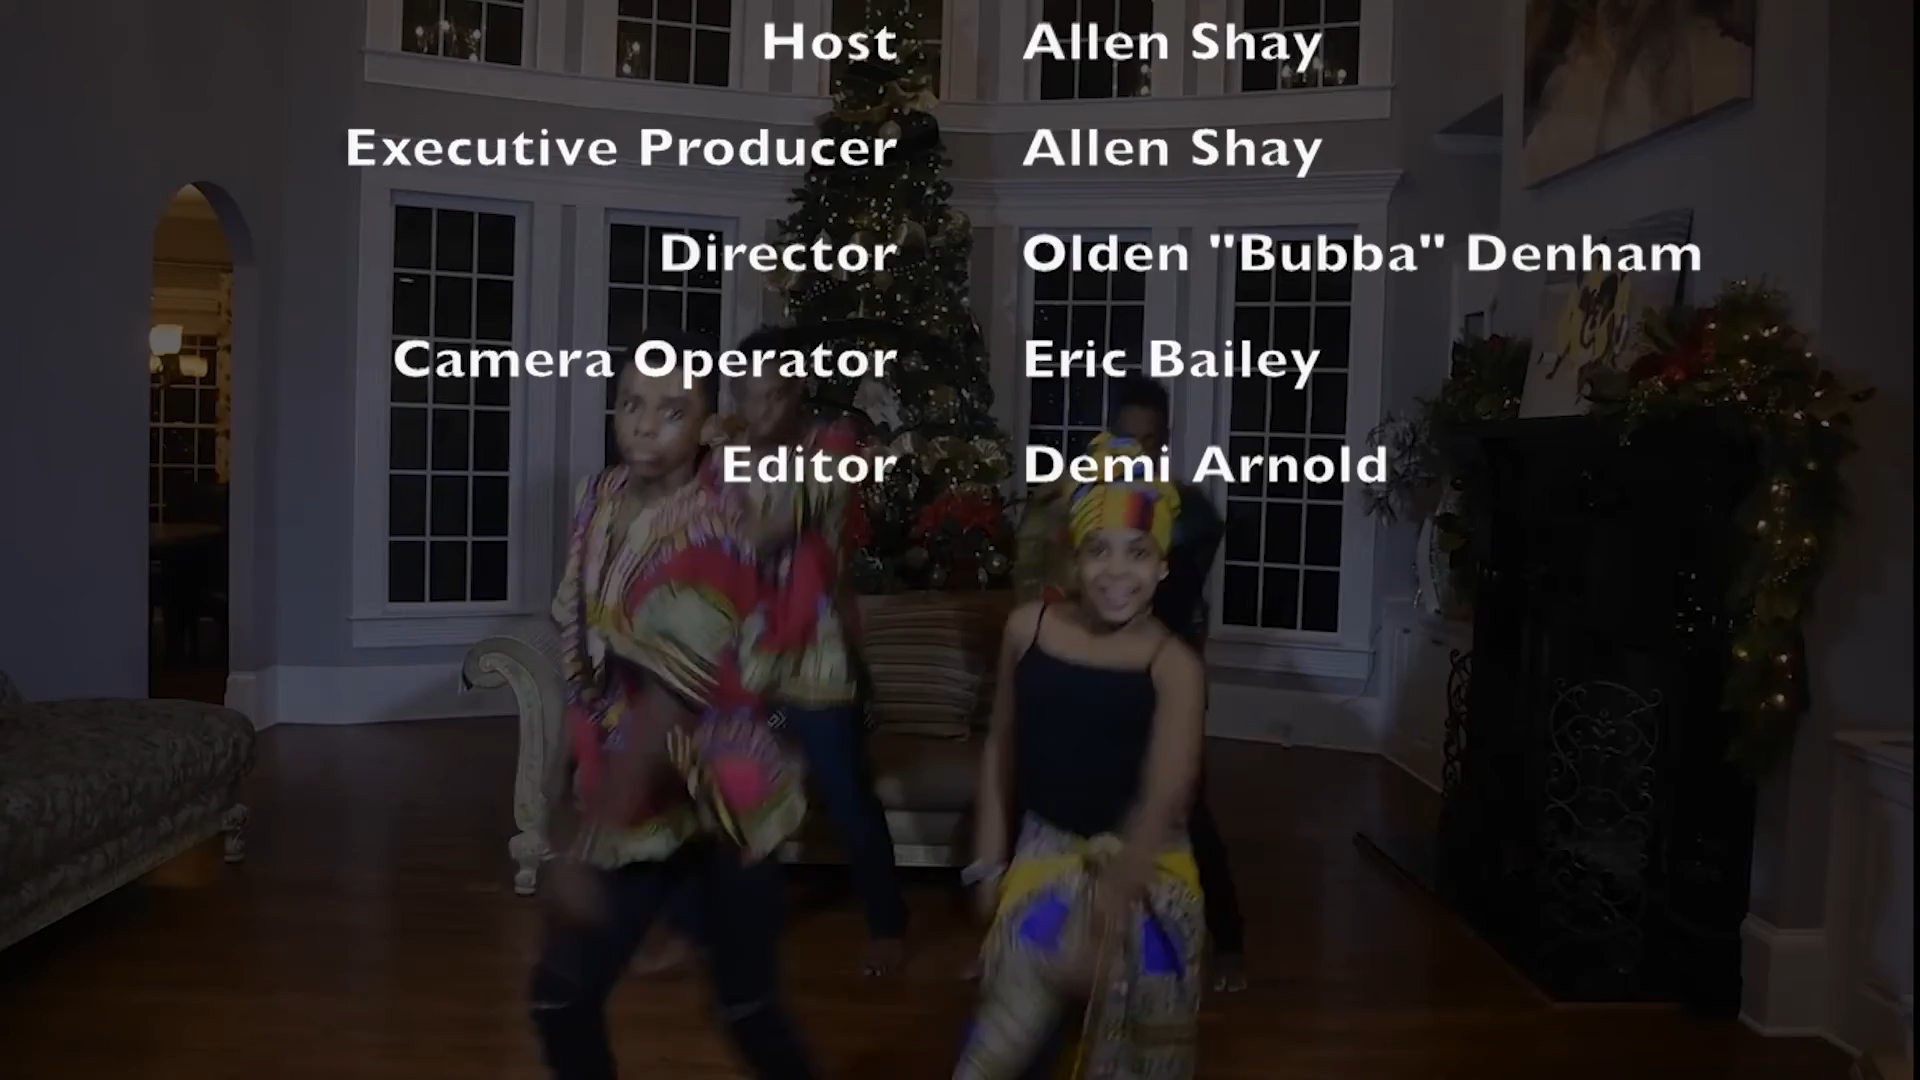 Host Allen Shay
Executive Producer Allen Shay
Director Olden "Bubba" Denham
Camera Operator Eric Bailey
Editor Demi Arnold